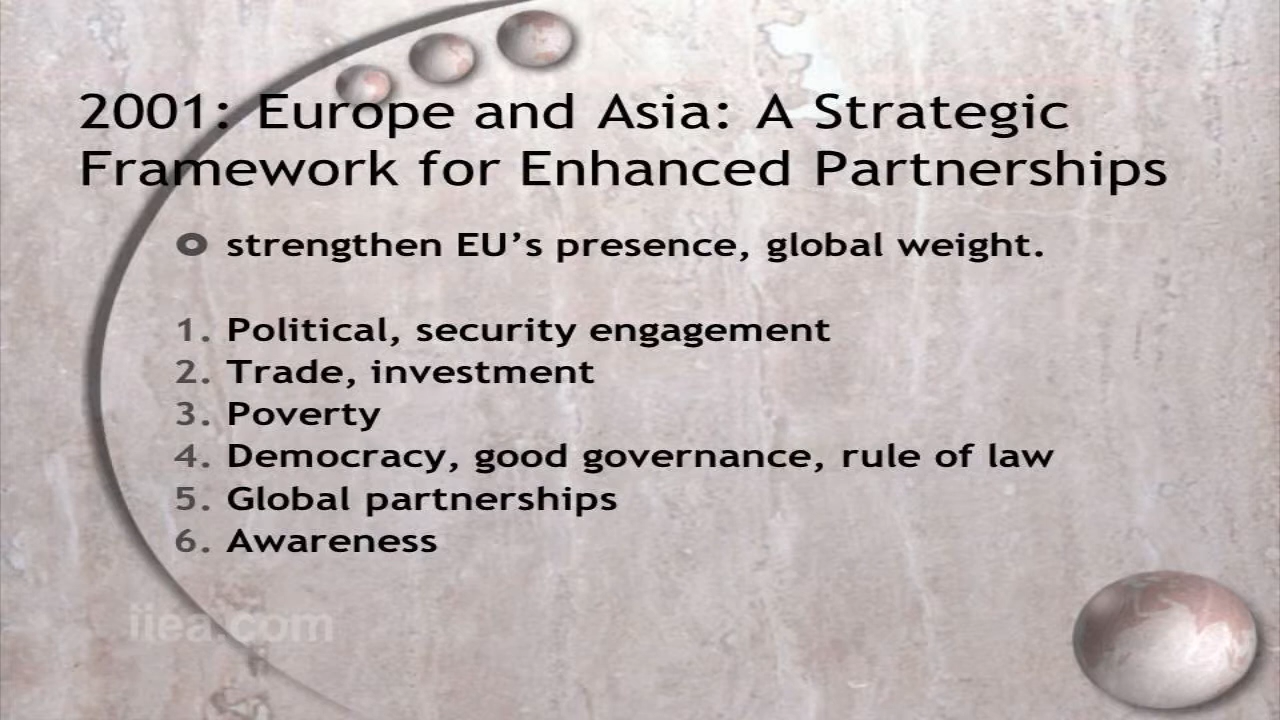 2001: Europe and Asia: A Strategic
Framework for Enhanced Partnerships
strengthen EU’s presence, global weight.
1. Political, security engagement
2. Trade, investment
3. Poverty
4. Democracy, good governance, rule of law
5. Global partnerships
6. Awareness
iiea.com